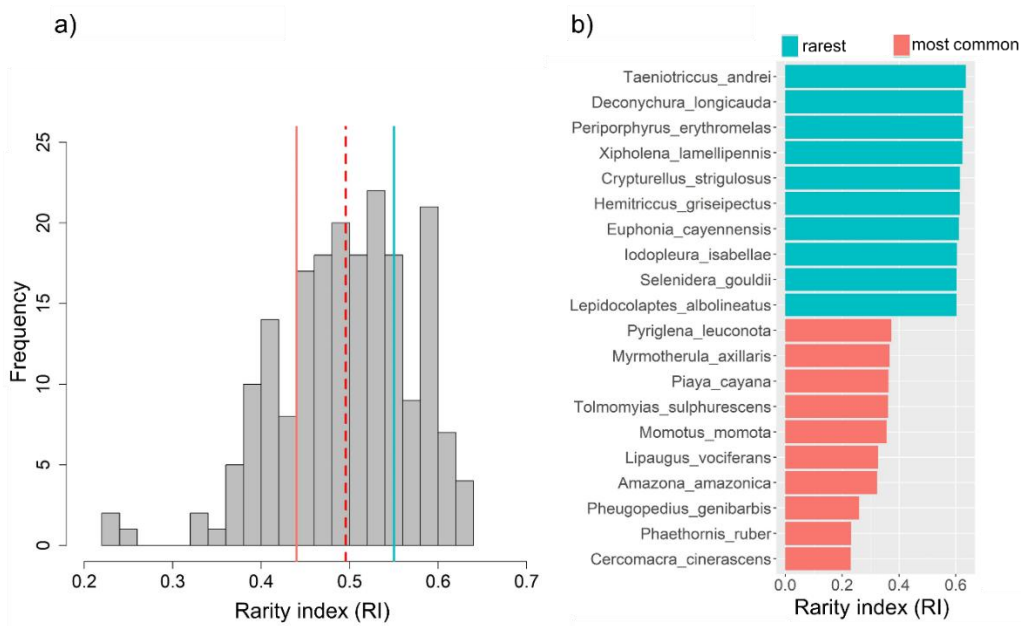 a)
Frequency
25
20
15
10
5
0
0.2 0.3 0.4 0.5 0.6 0.7
Rarity index (RI)
b)
rarest most common
Taeniotriccus_andrei
Deconychura_longicauda
Periporphyrus_erythromelas
Xipholena_lamellipennis
Crypturellus_strigulosus
Hemitriccus_griseipectus
Euphonia_cayennensis
Iodopleura_isabellae
Selenidera_gouldii
Lepidocolaptes_albolineatus
Pyriglena_leuconota
Myrmotherula_axillaris
Piaya_cayana
Tolmomyias_sulphurescens
Momotus_momota
Lipaugus_vociferans
Amazona_amazonica
Pheugopedius_genibarbis
Phaethornis_ruber
Cercomacra_cinerascens
0.0 0.2 0.4 0.6
Rarity index (RI)